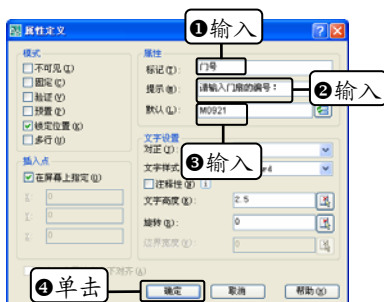 ❶输入
属性定义
模式
不可见(I)
固定(C)
验证(V)
预置(P)
锁定位置(K)
多行(U)
属性
标记(T): 门号
提示(M): 请输入门扇的编号：
❷输入
默认(L): M0921
❸输入
插入点
在屏幕上指定(O)
X: 0
Y: 0
Z: 0
文字设置
对正(J):
文字样式
注释性(N)
文字高度(E): 2.5
旋转(R): 0
边界宽度(W): 0
下对齐(A)
❹单击
确定
取消
帮助(H)